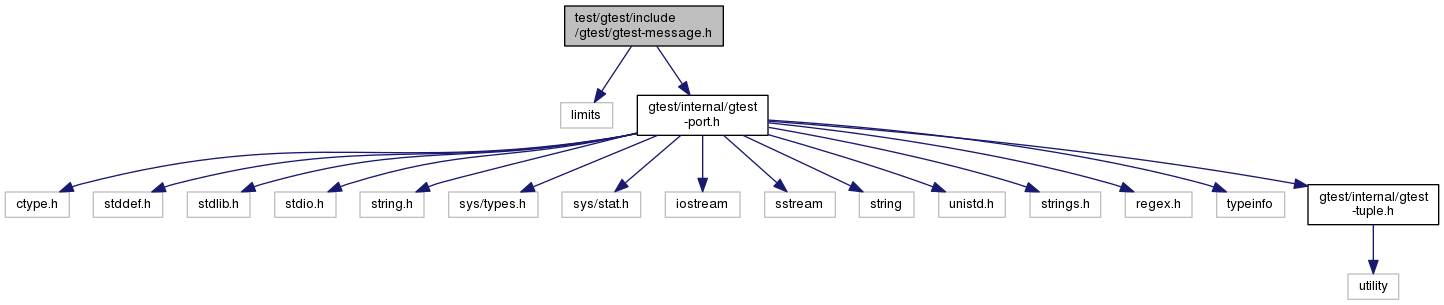 test/gtest/include
/gtest/gtest-message.h
limits
gtest/internal/gtest
-port.h
ctype.h
stddef.h
stdlib.h
stdio.h
string.h
sys/types.h
sys/stat.h
iostream
sstream
string
unistd.h
strings.h
regex.h
typeinfo
gtest/internal/gtest
-tuple.h
utility